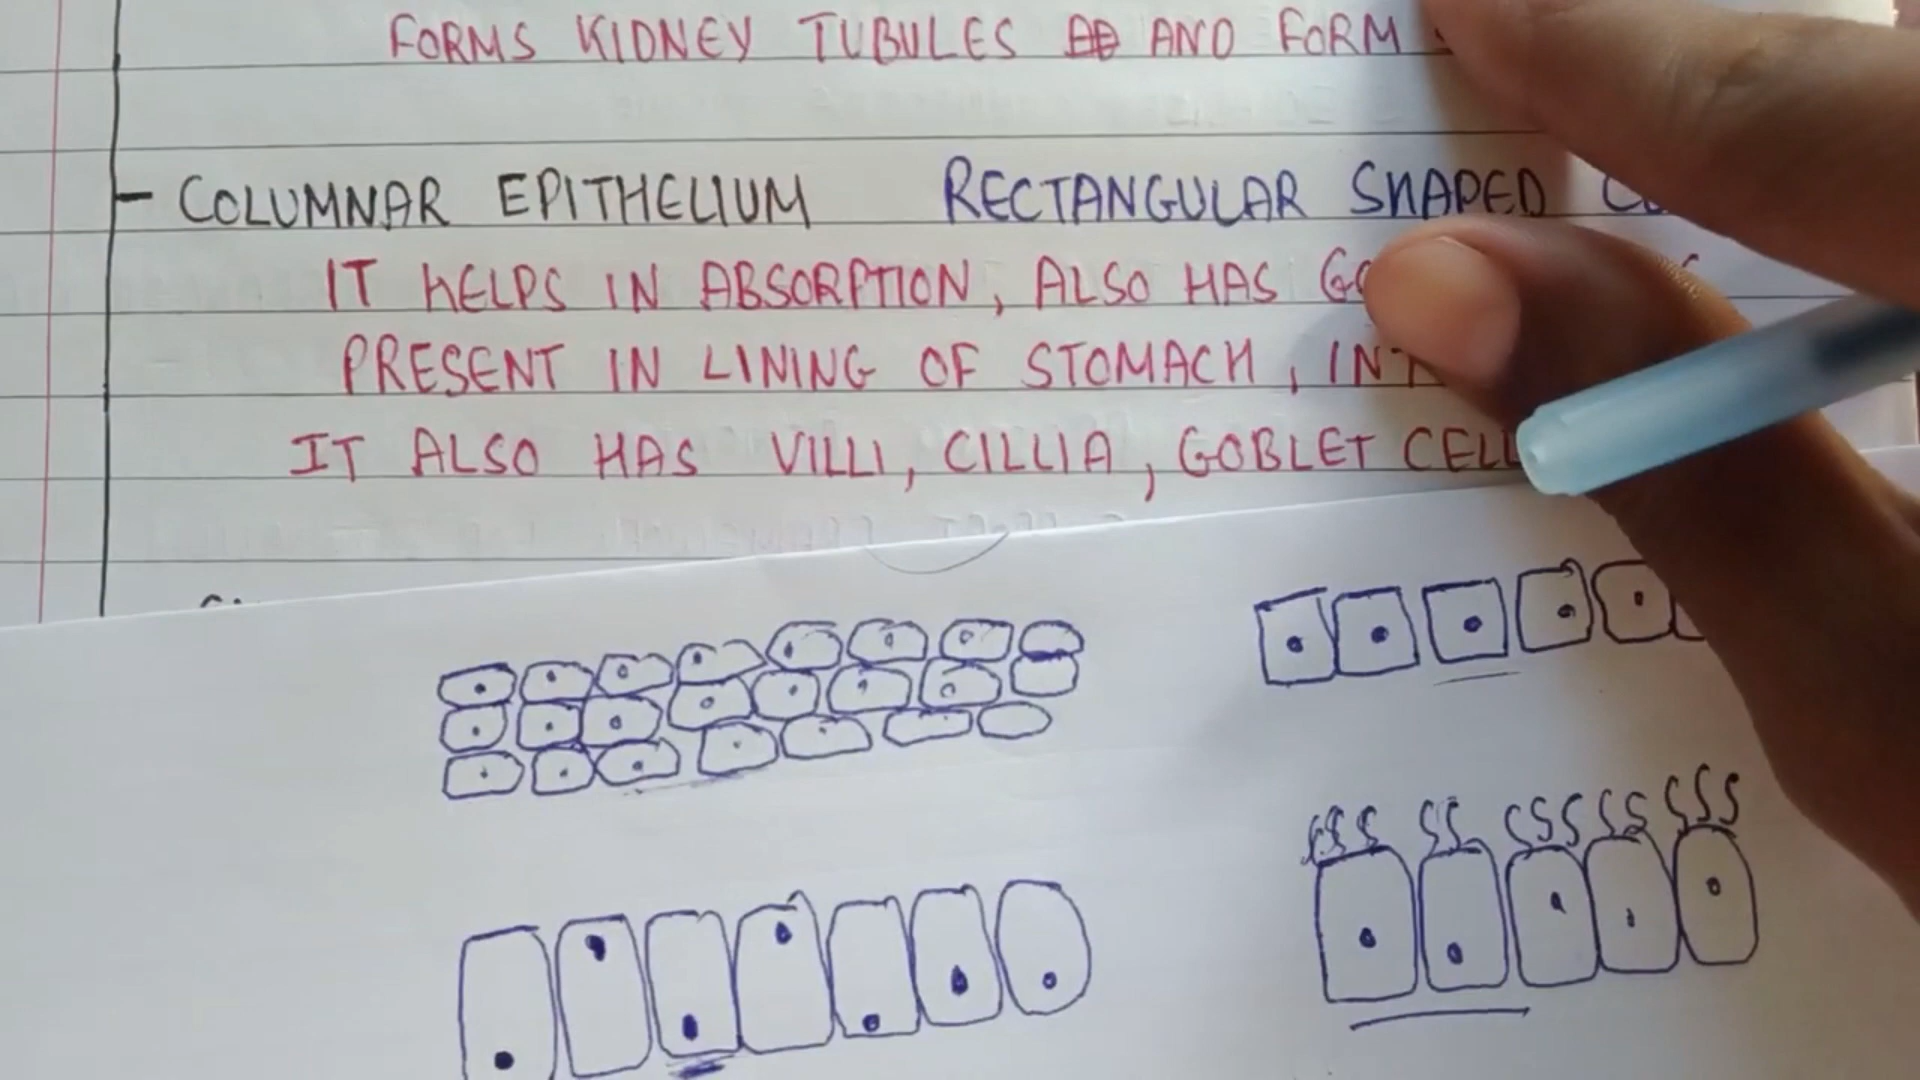 FORMS KIDNEY TUBULES AND FORM
- COLUMNAR EPITHELIUM RECTANGULAR SHAPED
IT HELPS IN ABSORPTION, ALSO HAS
PRESENT IN LINING OF STOMACH,
IT ALSO HAS VILLI, CILLIA, GOBLET CELL